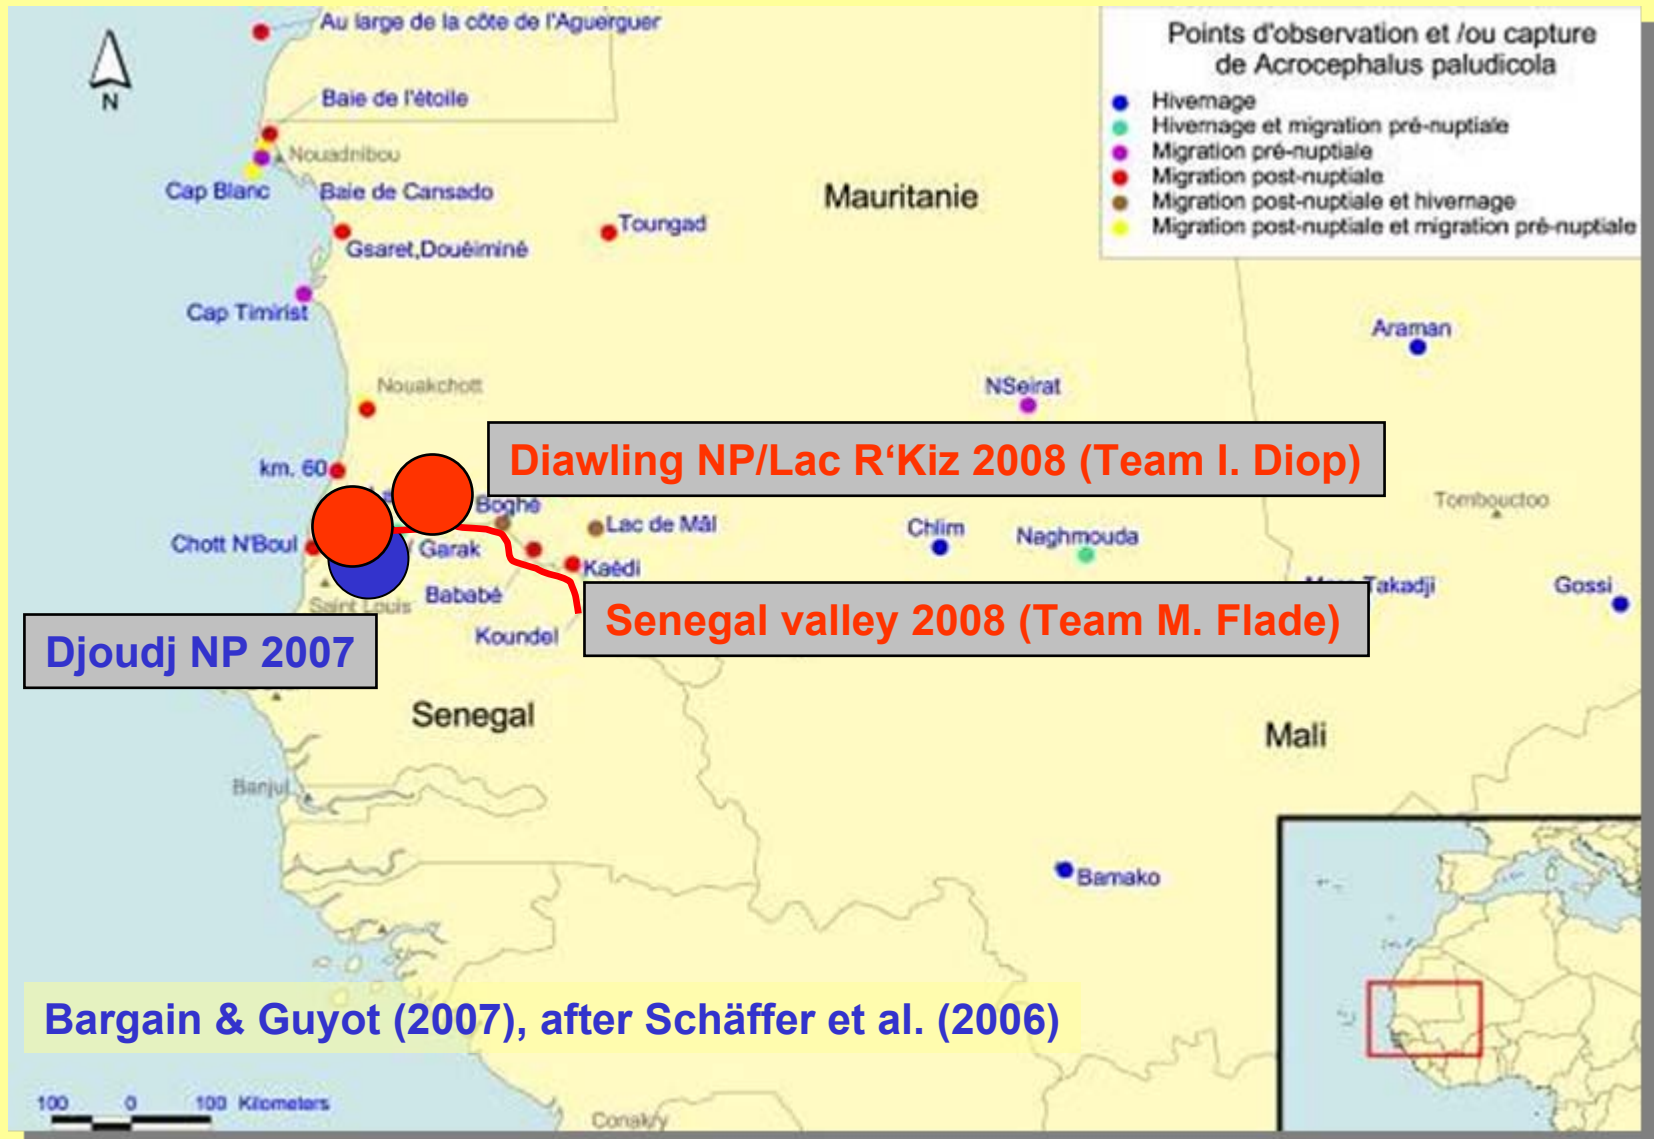 Au large de la côte de l'Aguerguer
Points d'observation et /ou capture
de Acrocephalus paludicola
Hivernage
Hivernage et migration pré-nuptiale
Migration pré-nuptiale
Migration post-nuptiale
Migration post-nuptiale et hivernage
Migration post-nuptiale et migration pré-nuptiale
N
Baie de l'étoile
Nouadnibou
Cap Blanc
Baie de Cansado
Mauritanie
Toungad
Gsaret,Douêiminé
Cap Timirist
Araman
Nouakchott
NSeirat
km. 60
Diawling NP/Lac R‘Kiz 2008 (Team I. Diop)
Boghé
Tombouctoo
Lac de Mâl
Chlim
Naghmouda
Chott N'Boul
Garak
Kaédi
Takadji
Gossi
Saint Louis
Bababé
Senegal valley 2008 (Team M. Flade)
Koundel
Djoudj NP 2007
Senegal
Mali
Banjul
Bamako
Bargain & Guyot (2007), after Schäffer et al. (2006)
100 0 100 Kilometers
Conakry